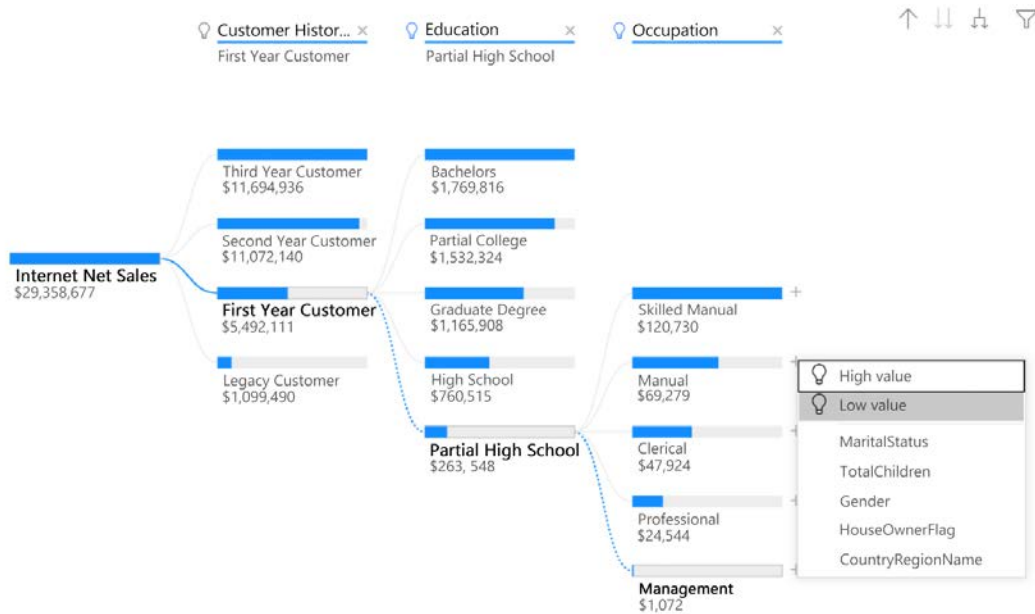 Customer Histor... ×
Education ×
Occupation ×
First Year Customer
Partial High School
Third Year Customer
$11,694,936
Second Year Customer
$11,072,140
Internet Net Sales
$29,358,677
First Year Customer
$5,492,111
Legacy Customer
$1,099,490
Bachelors
$1,769,816
Partial College
$1,532,324
Graduate Degree
$1,165,908
High School
$760,515
Partial High School
$263, 548
Skilled Manual
$120,730
Manual
$69,279
Clerical
$47,924
Professional
$24,544
Management
$1,072
High value
Low value
MaritalStatus
TotalChildren
Gender
HouseOwnerFlag
CountryRegionName